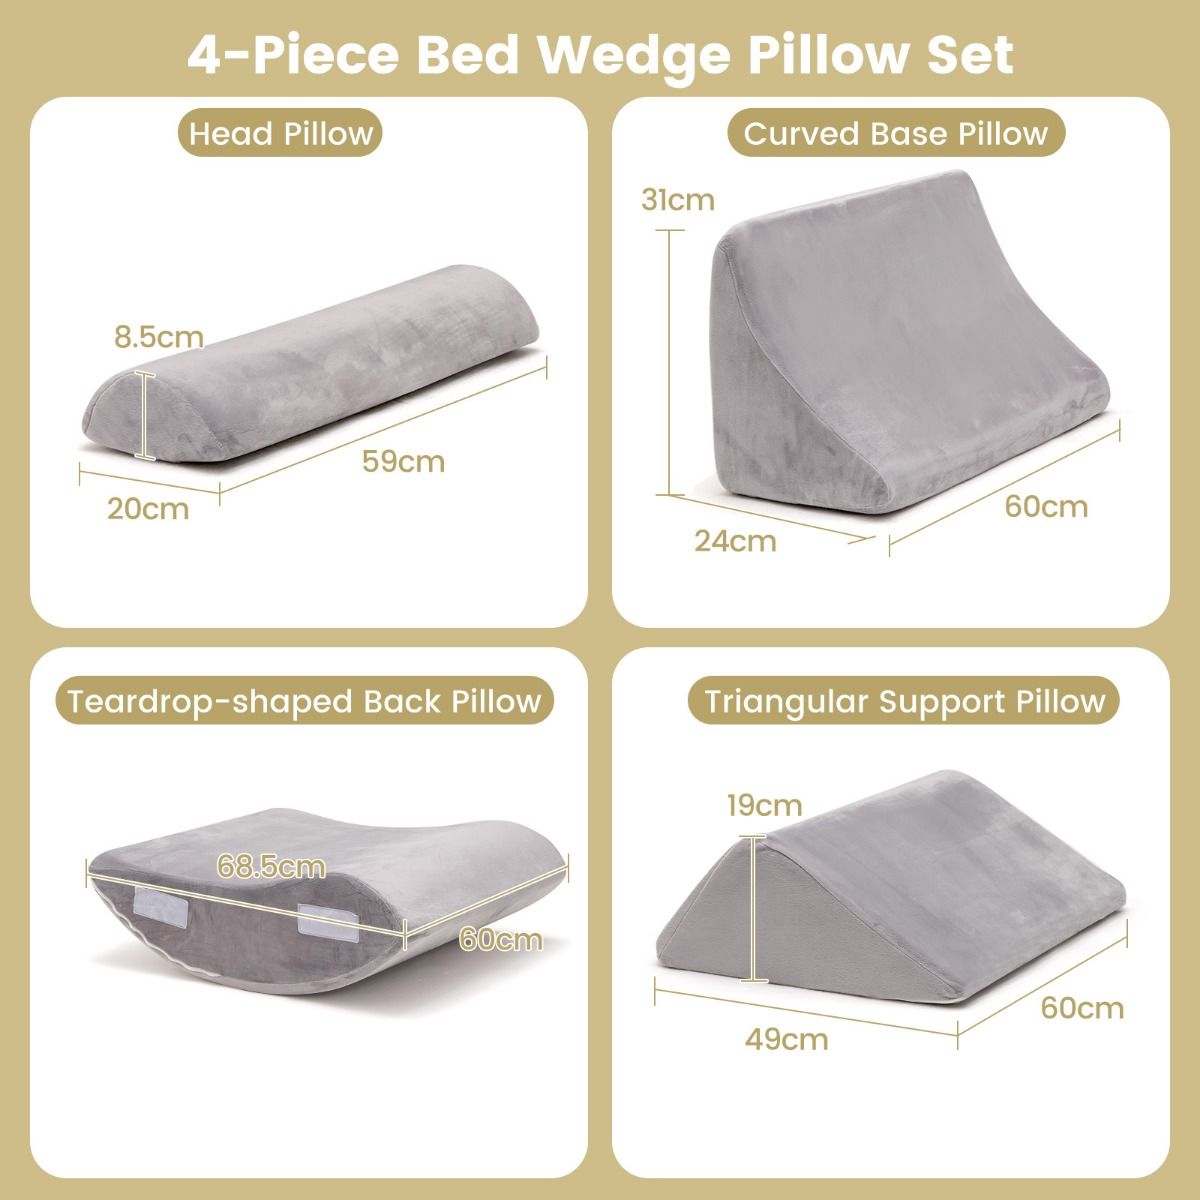 4-Piece Bed Wedge Pillow Set
Head Pillow
8.5cm
59cm
20cm
Curved Base Pillow
31cm
60cm
24cm
Teardrop-shaped Back Pillow
68.5cm
60cm
Triangular Support Pillow
19cm
60cm
49cm